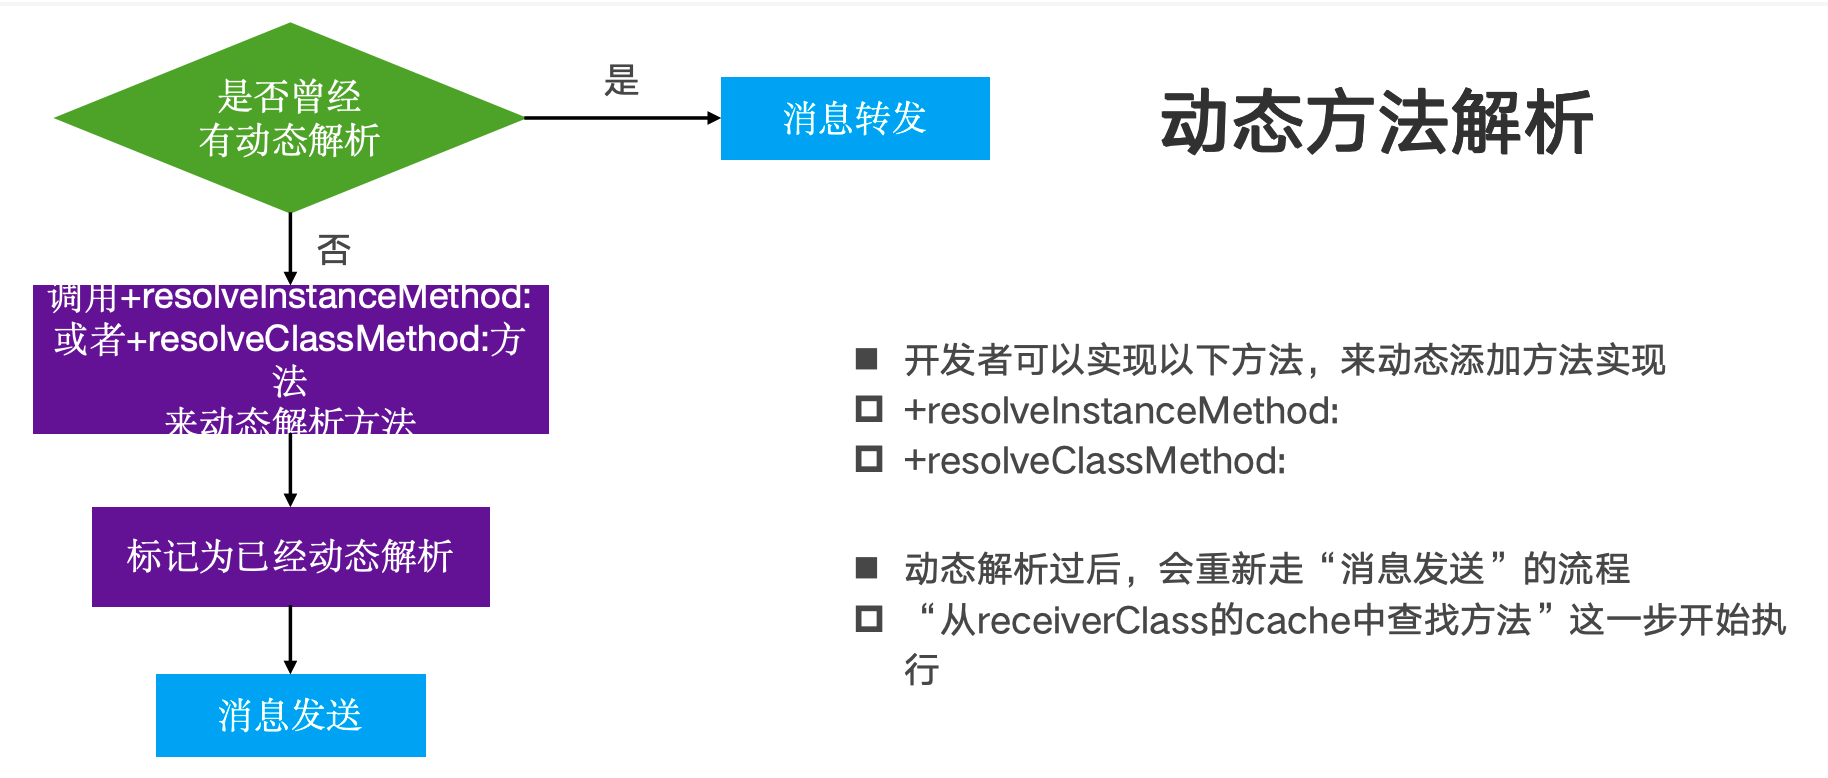 是否曾经
有动态解析
是
消息转发
动态方法解析
否
调用+resolveInstanceMethod:
或者+resolveClassMethod:方
法
来动态解析方法
标记为已经动态解析
消息发送
开发者可以实现以下方法，来动态添加方法实现
+resolveInstanceMethod:
+resolveClassMethod:
动态解析过后，会重新走“消息发送”的流程
“从receiverClass的cache中查找方法”这一步开始执
行